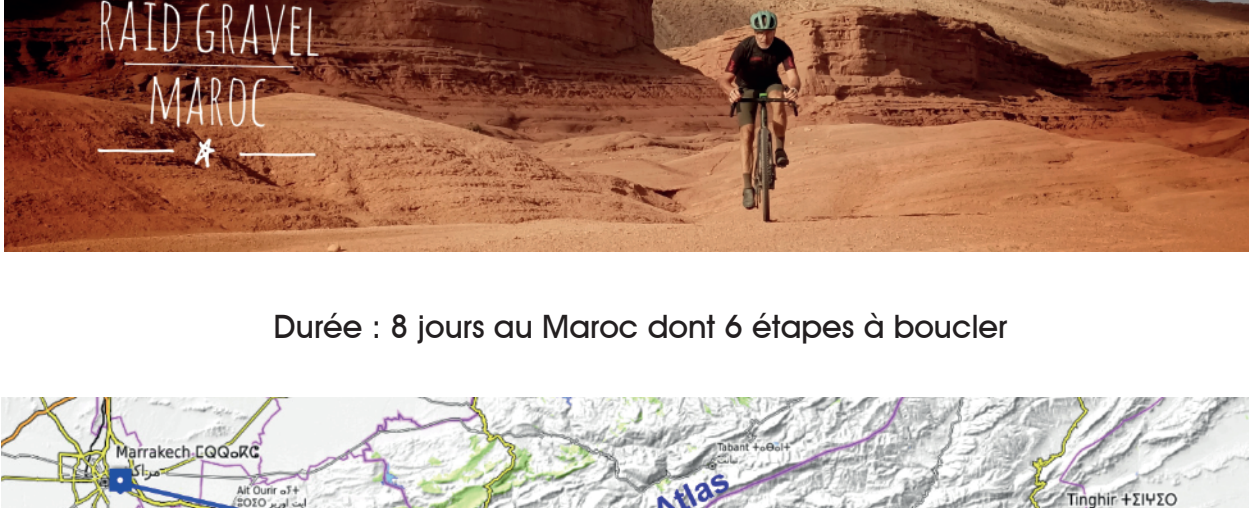 RAID GRAVEL
MAROC
Durée : 8 jours au Maroc dont 6 étapes à boucler
Marrakech ⵎⵕⵕⴰⴽⵛ
Tabant ⵜⴰⴱⴰⵏⵜ
Ait Ourir
Atlas
Tinghir ⵜⵉⵏⵖⵉⵔ